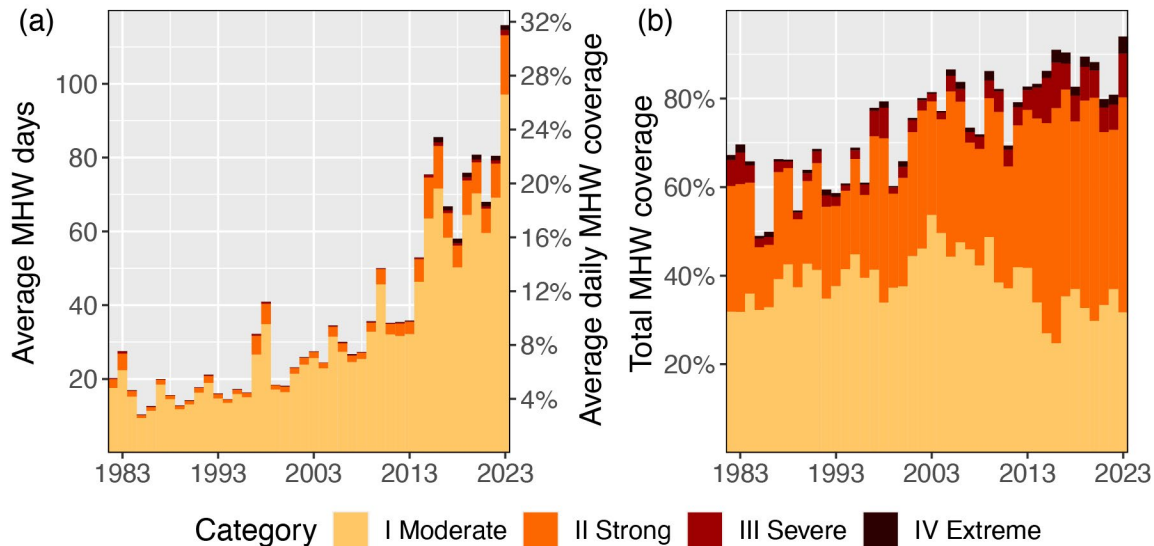 (a)
Average MHW days
100
80
60
40
20
32%
28%
24%
20%
16%
12%
8%
4%
Average daily MHW coverage
1983 1993 2003 2013 2023
(b)
Total MHW coverage
80%
60%
40%
20%
1983 1993 2003 2013 2023
Category I Moderate II Strong III Severe IV Extreme